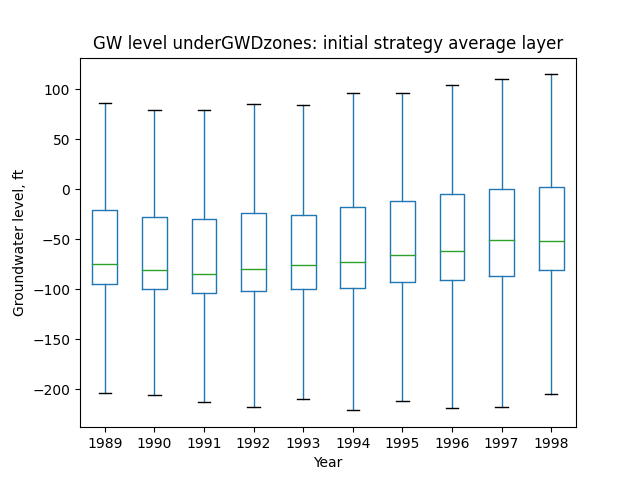 GW level underGWDzones: initial strategy average layer
Groundwater level, ft
100
50
0
−50
−100
−150
−200
1989 1990 1991 1992 1993 1994 1995 1996 1997 1998
Year